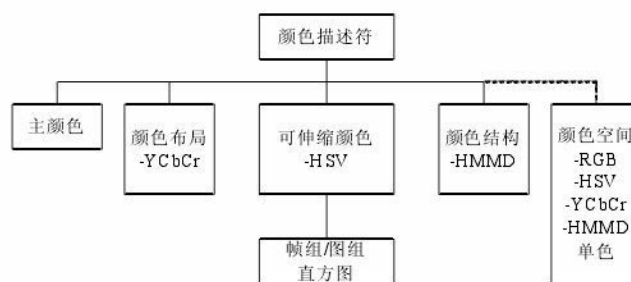 颜色描述符
主颜色
颜色布局
-YCbCr
可伸缩颜色
-HSV
颜色结构
-HMMD
颜色空间
-RGB
-HSV
-YCbCr
-HMMD
单色
帧组/图组
直方图